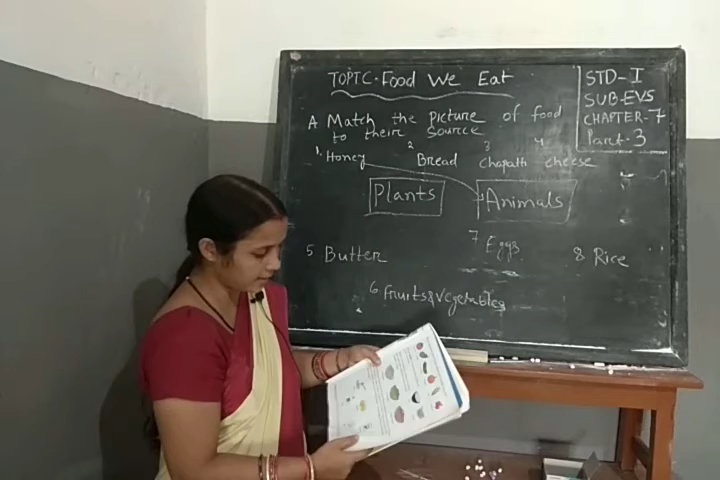 TOPIC-Food We Eat
STD-I
SUB-EVS
CHAPTER-7
Part-3
A. Match the picture of food
to their source
1. Honey 2 Bread 3 chapath 4 cheese
Plants Animals
5 Butter 7 Eggs 8 Rice
6 Fruits&Vegetables